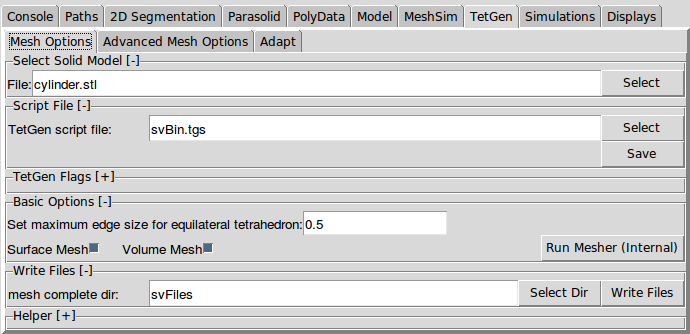 Console Paths 2D Segmentation Parasolid PolyData Model MeshSim TetGen Simulations Displays
Mesh Options Advanced Mesh Options Adapt
Select Solid Model [-]
File: cylinder.stl Select
Script File [-]
TetGen script file: svBin.tgs Select
Save
TetGen Flags [+]
Basic Options [-]
Set maximum edge size for equilateral tetrahedron: 0.5
Surface Mesh Volume Mesh Run Mesher (Internal)
Write Files [-]
mesh complete dir: svFiles Select Dir Write Files
Helper [+]